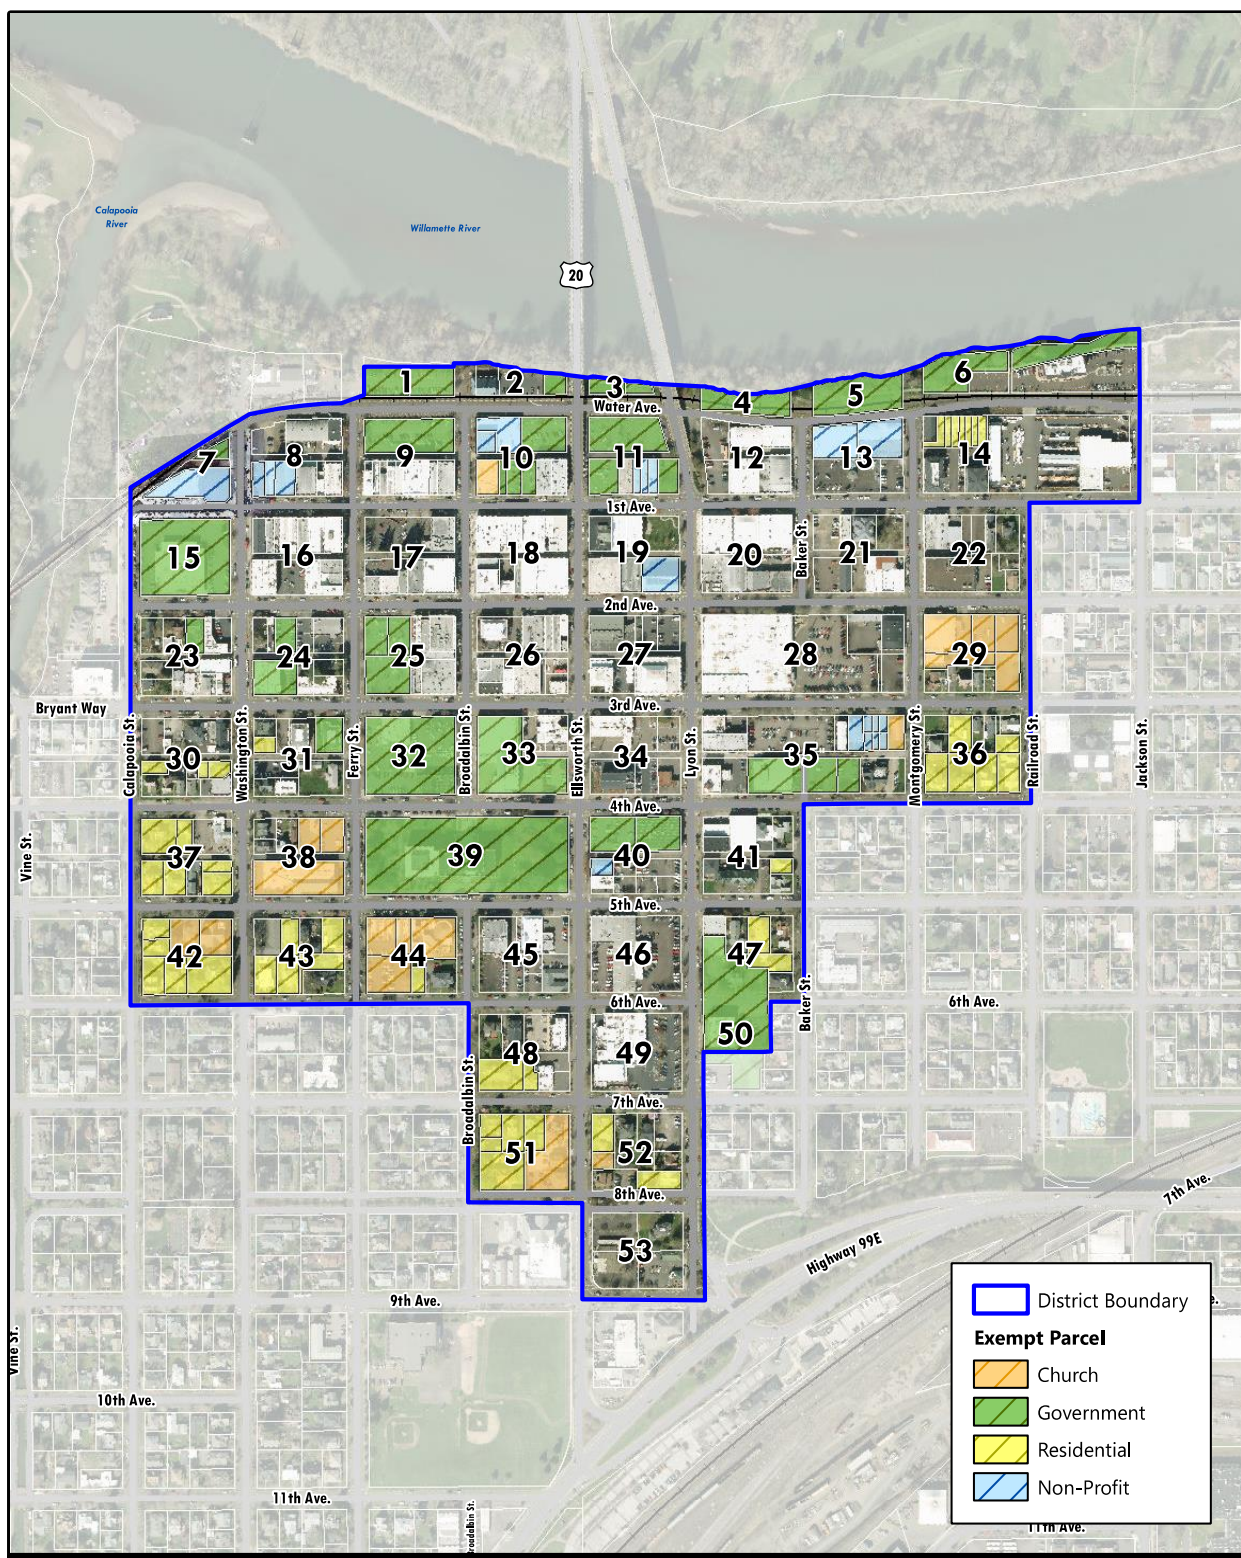 Calapooia
River
Willamette River
20
1
2
3
4
5
6
Water Ave.
7
8
9
10
11
12
13
14
1st Ave.
15
16
17
18
19
20
Baker St.
21
22
2nd Ave.
23
24
25
26
27
28
29
3rd Ave.
Bryant Way
Calapooia St.
Washington St.
Ferry St.
Broadalbin St.
Ellsworth St.
Lyon St.
Montgomery St.
Railroad St.
Jackson St.
30
31
32
33
34
35
36
4th Ave.
Vine St.
37
38
39
40
41
5th Ave.
42
43
44
45
46
47
Baker St.
6th Ave.
6th Ave.
48
49
50
Broadalbin St.
7th Ave.
51
52
8th Ave.
7th Ave.
53
Highway 99E
9th Ave.
Vine St.
10th Ave.
11th Ave.
Broadalbin St.
District Boundary
e.
Exempt Parcel
Church
Government
Residential
Non-Profit
11th Ave.